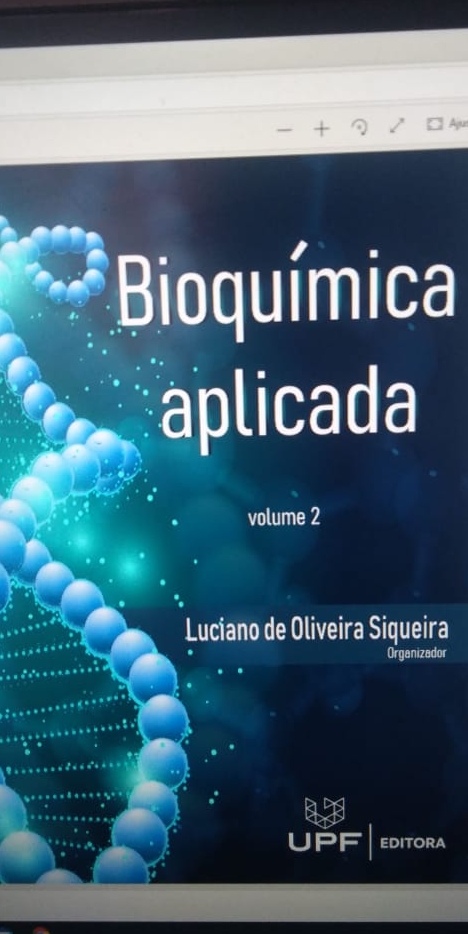 Bioquímica
aplicada
volume 2
Luciano de Oliveira Siqueira
Organizador
UPF EDITORA